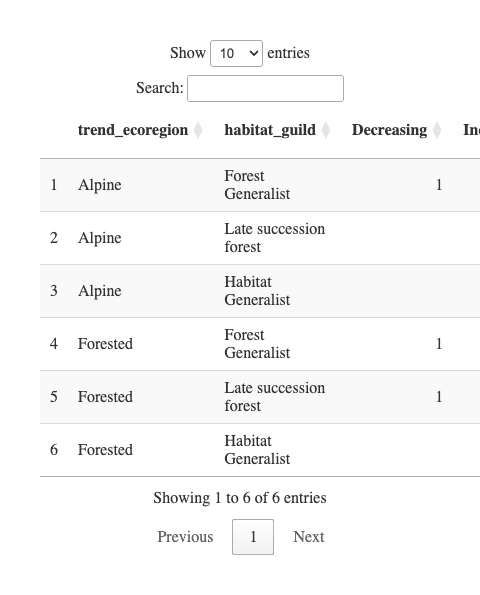 Show 10 entries
Search:
trend_ecoregion habitat_guild Decreasing In
1 Alpine Forest
Generalist 1
2 Alpine Late succession
forest
3 Alpine Habitat
Generalist
4 Forested Forest
Generalist 1
5 Forested Late succession
forest 1
6 Forested Habitat
Generalist
Showing 1 to 6 of 6 entries
Previous 1 Next